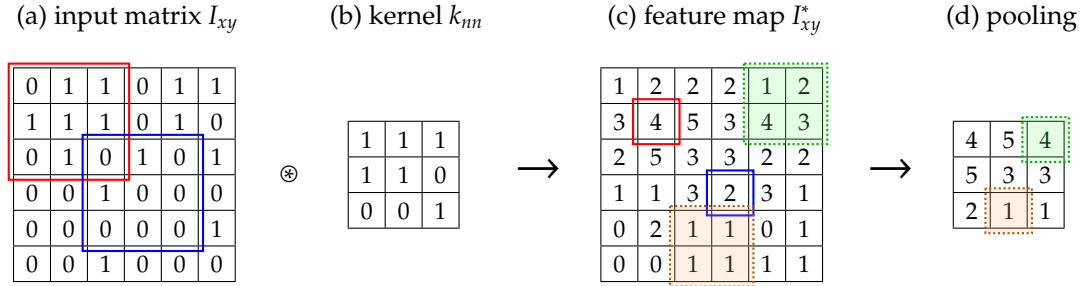 (a) input matrix I_xy (b) kernel k_nn (c) feature map I*_xy (d) pooling
0 1 1 0 1 1
1 1 1 0 1 0
0 1 0 1 0 1
0 0 1 0 0 0
0 0 0 0 0 1
0 0 1 0 0 0
⊛
1 1 1
1 1 0
0 0 1
→
1 2 2 2 1 2
3 4 5 3 4 3
2 5 3 3 2 2
1 1 3 2 3 1
0 2 1 1 0 1
0 0 1 1 1 1
→
4 5 4
5 3 3
2 1 1